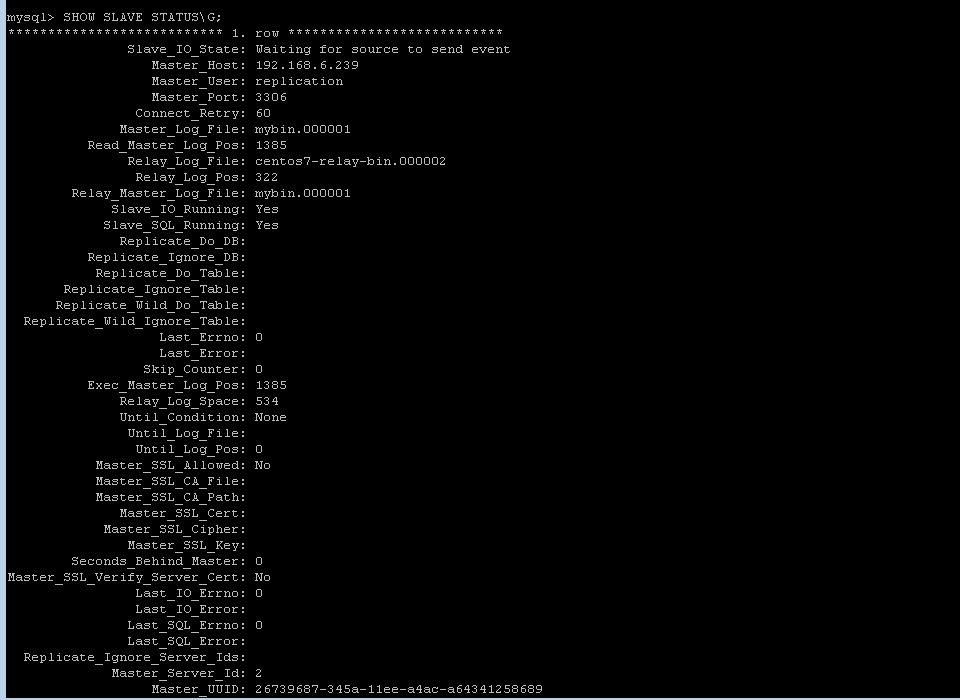 mysql> SHOW SLAVE STATUS\G;
*************************** 1. row ***************************
Slave_IO_State: Waiting for source to send event
Master_Host: 192.168.6.239
Master_User: replication
Master_Port: 3306
Connect_Retry: 60
Master_Log_File: mybin.000001
Read_Master_Log_Pos: 1385
Relay_Log_File: centos7-relay-bin.000002
Relay_Log_Pos: 322
Relay_Master_Log_File: mybin.000001
Slave_IO_Running: Yes
Slave_SQL_Running: Yes
Replicate_Do_DB:
Replicate_Ignore_DB:
Replicate_Do_Table:
Replicate_Ignore_Table:
Replicate_Wild_Do_Table:
Replicate_Wild_Ignore_Table:
Last_Errno: 0
Last_Error:
Skip_Counter: 0
Exec_Master_Log_Pos: 1385
Relay_Log_Space: 534
Until_Condition: None
Until_Log_File:
Until_Log_Pos: 0
Master_SSL_Allowed: No
Master_SSL_CA_File:
Master_SSL_CA_Path:
Master_SSL_Cert:
Master_SSL_Cipher:
Master_SSL_Key:
Seconds_Behind_Master: 0
Master_SSL_Verify_Server_Cert: No
Last_IO_Errno: 0
Last_IO_Error:
Last_SQL_Errno: 0
Last_SQL_Error:
Replicate_Ignore_Server_Ids:
Master_Server_Id: 2
Master_UUID: 26739687-345a-11ee-a4ac-a64341258689